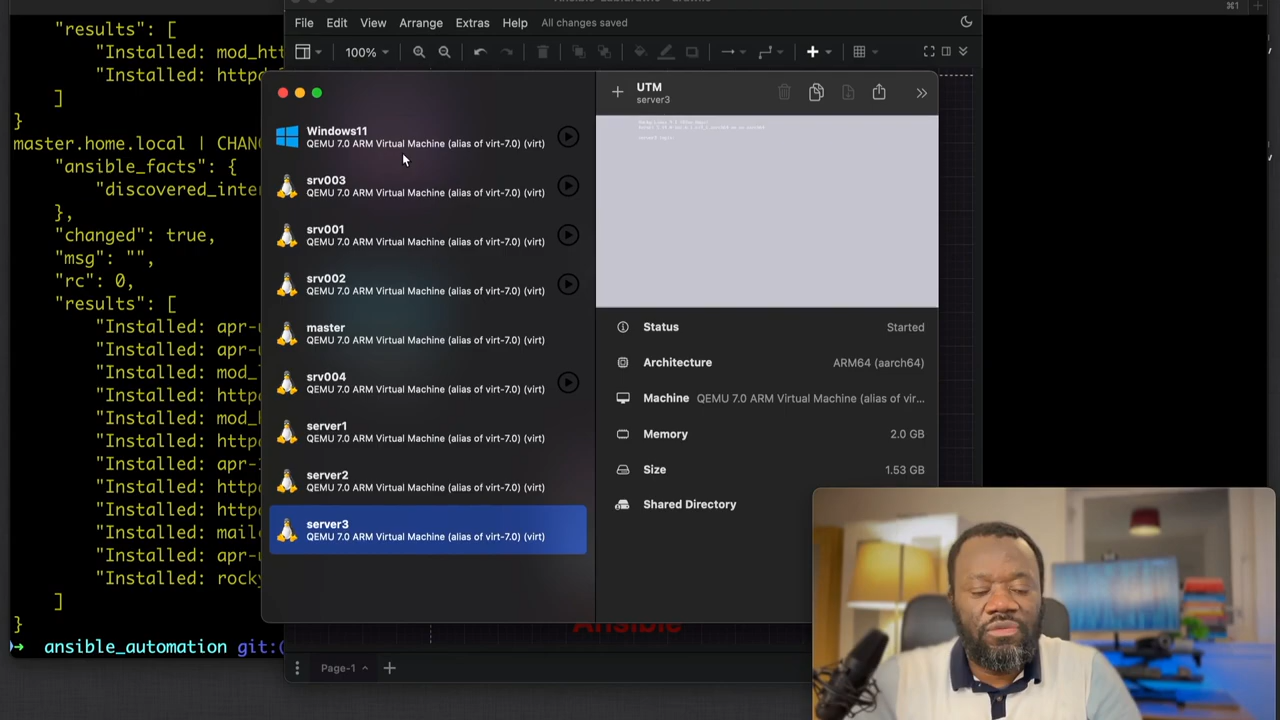 ⌘1
File Edit View Arrange Extras Help All changes saved
100%
"results": [
"Installed: mod_htt
"Installed: httpd
]
}
master.home.local | CHANG
"ansible_facts": {
"discovered_inte
},
"changed": true,
"msg": "",
"rc": 0,
"results": [
"Installed: apr-u
"Installed: apr-u
"Installed: mod_
"Installed: httpd
"Installed: mod_h
"Installed: httpd
"Installed: apr-1
"Installed: httpd
"Installed: httpd
"Installed: mailc
"Installed: apr-u
"Installed: rocky
]
}
→ ansible_automation git:(
Windows11
QEMU 7.0 ARM Virtual Machine (alias of virt-7.0) (virt)
srv003
QEMU 7.0 ARM Virtual Machine (alias of virt-7.0) (virt)
srv001
QEMU 7.0 ARM Virtual Machine (alias of virt-7.0) (virt)
srv002
QEMU 7.0 ARM Virtual Machine (alias of virt-7.0) (virt)
master
QEMU 7.0 ARM Virtual Machine (alias of virt-7.0) (virt)
srv004
QEMU 7.0 ARM Virtual Machine (alias of virt-7.0) (virt)
server1
QEMU 7.0 ARM Virtual Machine (alias of virt-7.0) (virt)
server2
QEMU 7.0 ARM Virtual Machine (alias of virt-7.0) (virt)
server3
QEMU 7.0 ARM Virtual Machine (alias of virt-7.0) (virt)
UTM
server3
Status Started
Architecture ARM64 (aarch64)
Machine QEMU 7.0 ARM Virtual Machine (alias of vir...
Memory 2.0 GB
Size 1.53 GB
Shared Directory
Ansible
Page-1